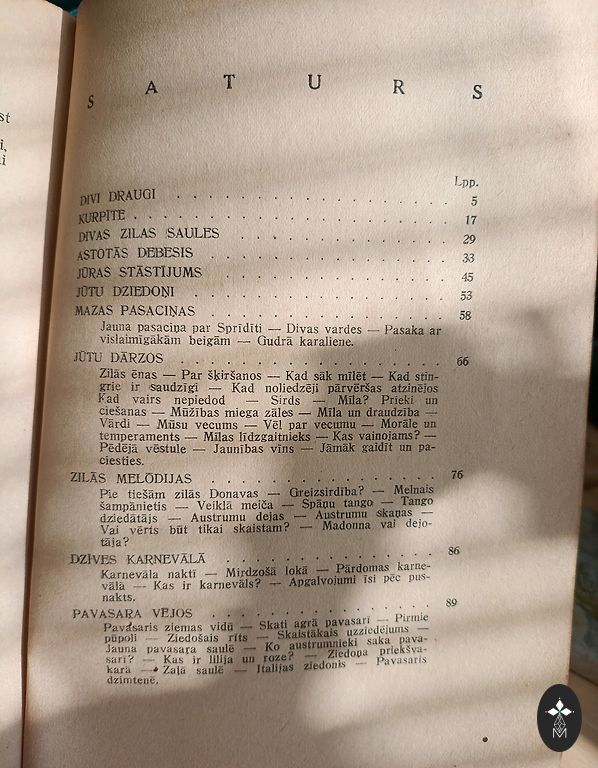 st
i,
ni
SATURS
Lpp.
DIVI DRAUGI . . . . . . . . . . . . . . . . 5
KURPĪTE . . . . . . . . . . . . . . . . . . 17
DIVAS ZILAS SAULES . . . . . . . . . . . . 29
ASTOTĀS DEBESIS . . . . . . . . . . . . . 33
JŪRAS STĀSTĪJUMS . . . . . . . . . . . . . 45
JŪTU DZIEDOŅI . . . . . . . . . . . . . . 53
MAZAS PASACIŅAS . . . . . . . . . . . . . 58
Jauna pasaciņa par Sprīdīti — Divas vardes — Pasaka ar
vislaimīgākām beigām — Gudrā karaliene.
JŪTU DĀRZOS . . . . . . . . . . . . . . . 66
Zilās ēnas — Par šķiršanos — Kad sāk mīlēt — Kad stin-
grie ir saudzīgi — Kad noliedzēji pārvēršas atzinējos
Kad vairs nepiedod — Sirds — Mīla? Prieki un
ciešanas — Mūžības miega zāles — Mīla un draudzība —
Vārdi — Mūsu vecums — Vēl par vecumu — Morāle un
temperaments — Mīlas līdzgaitnieks — Kas vainojams? —
Pēdējā vēstule — Jaunības vīns — Jāmāk gaidīt un pa-
ciesties.
ZILĀS MELODIJAS . . . . . . . . . . . . . 76
Pie tiešām zilās Donavas — Greizsirdība? — Melnais
šampānietis — Veiklā meiča — Spāņu tango — Tango
dziedātājs — Austrumu dejas — Austrumu skaņas —
Vai vērts būt tikai skaistam? — Madonna vai dejo-
tāja?
DZĪVES KARNEVĀLĀ . . . . . . . . . . . . 86
Karnevāla naktī — Mirdzošā lokā — Pārdomas karne-
vālā — Kas ir karnevāls? — Apgalvojumi īsi pēc pus-
nakts.
PAVASARA VĒJOS . . . . . . . . . . . . . 89
Pavasaris ziemas vidū — Skati agrā pavasarī — Pirmie
pūpoli — Ziedošais rīts — Skaistākais uzziedējums —
Jauna pavasara saulē — Ko austrumnieki saka pava-
sarī? — Kas ir lilija un roze? — Ziedoņa priekšva-
karā — Zaļā saulē — Itālijas ziedonis — Pavasaris
dzimtenē.
M